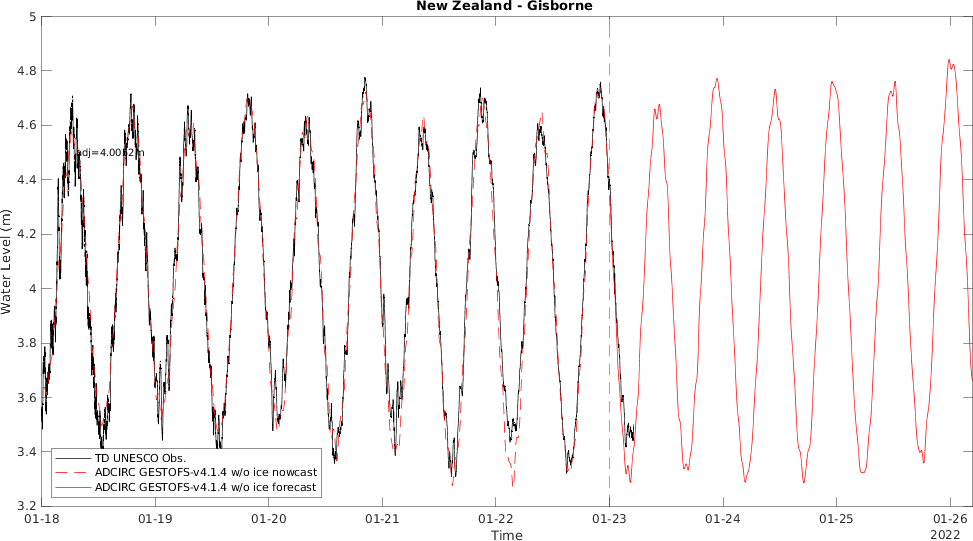 New Zealand - Gisborne
5
4.8
4.6
4.4
4.2
4
3.8
3.6
3.4
3.2
Water Level (m)
TD UNESCO Obs.
ADCIRC GESTOFS-v4.1.4 w/o ice nowcast
ADCIRC GESTOFS-v4.1.4 w/o ice forecast
01-18 01-19 01-20 01-21 01-22 01-23 01-24 01-25 01-26
Time
2022